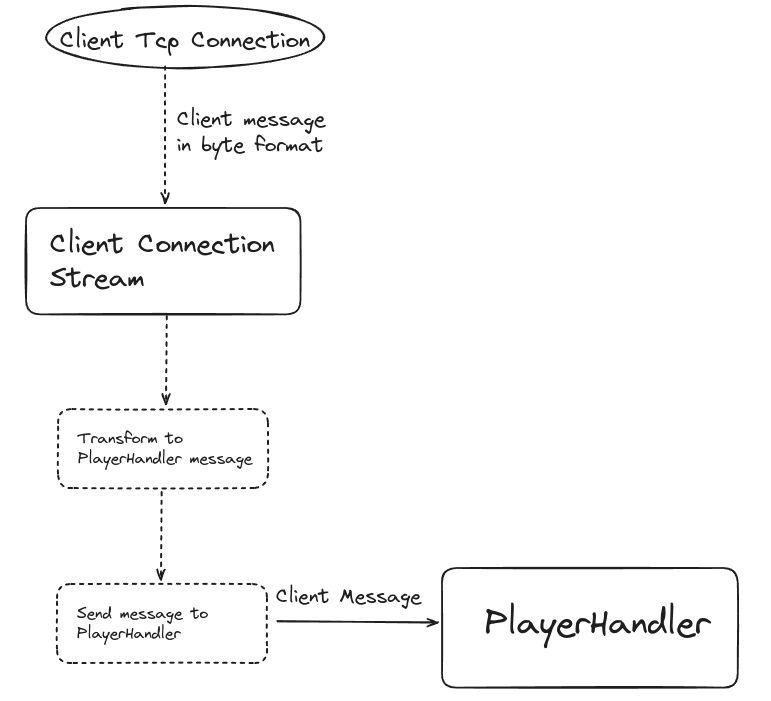 Client Tcp Connection
Client message
in byte format
Client Connection
Stream
Transform to
PlayerHandler message
Send message to
PlayerHandler
Client Message
PlayerHandler